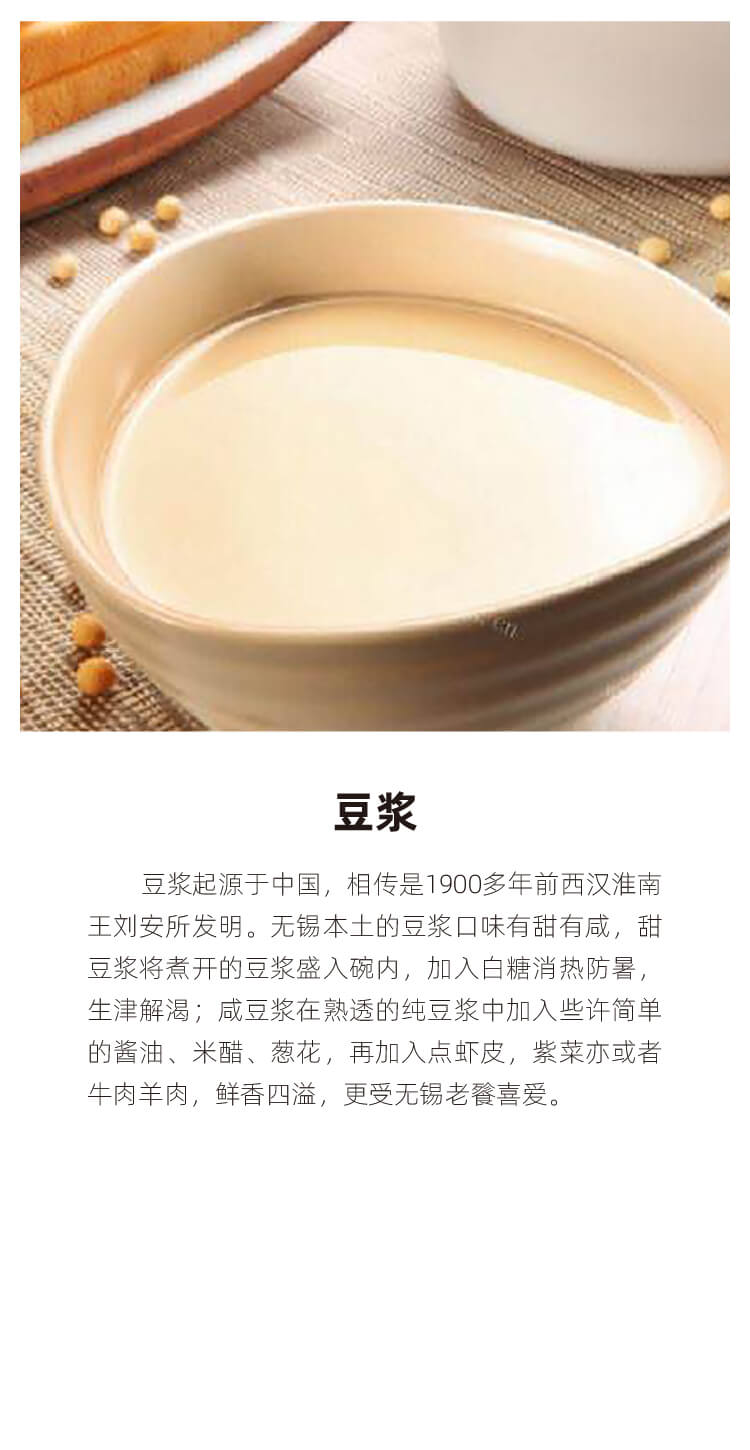 豆浆
豆浆起源于中国，相传是1900多年前西汉淮南
王刘安所发明。无锡本土的豆浆口味有甜有咸，甜
豆浆将煮开的豆浆盛入碗内，加入白糖消热防暑，
生津解渴；咸豆浆在熟透的纯豆浆中加入些许简单
的酱油、米醋、葱花，再加入点虾皮，紫菜亦或者
牛肉羊肉，鲜香四溢，更受无锡老餮喜爱。